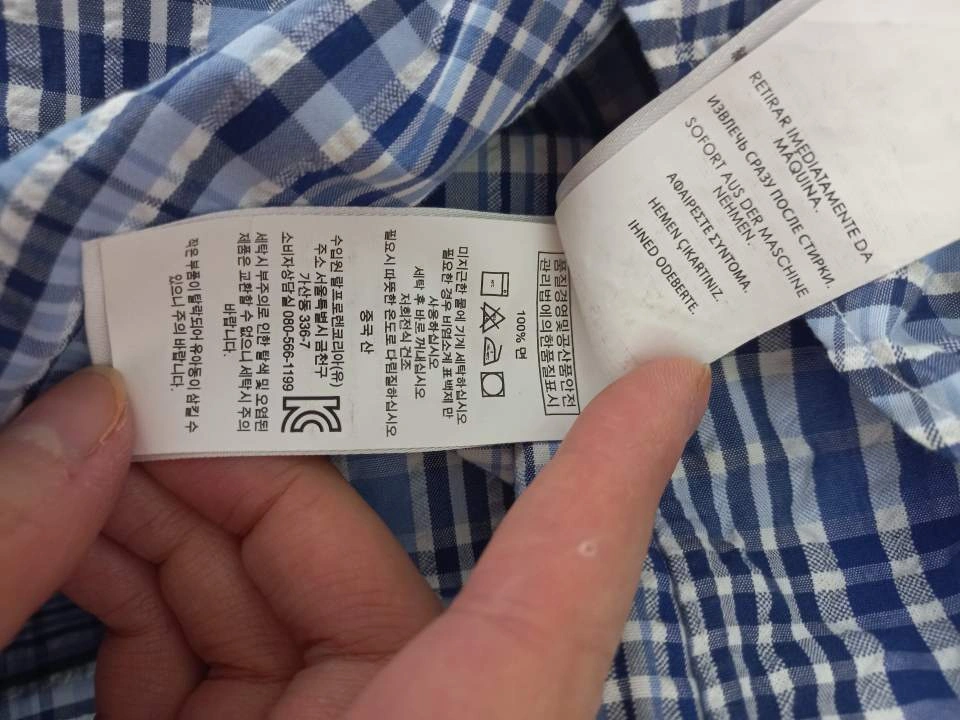 품질경영및공산품안전
관리법에의한품질표시
100% 면
미지근한 물에 기계 세탁하십시오
필요한 경우 비염소계 표백제만
사용하십시오
세탁 후 바로 꺼내십시오
저회전식 건조
필요시 따뜻한 온도로 다림질하십시오
중국 산
수입원 랄프로렌코리아(유)
주소 서울특별시 금천구
가산동 336-7
소비자상담실 080-566-1199
세탁시 부주의로 인한 탈색 및 오염된
제품은 교환할 수 없으니 세탁시 주의
바랍니다.
작은 부품이 탈락되어 유아동이 삼킬 수
있으니 주의 바랍니다.
RETIRAR IMEDIATAMENTE DA
MÁQUINA.
ИЗВЛЕЧЬ СРАЗУ ПОСЛЕ СТИРКИ.
SOFORT AUS DER MASCHINE
NEHMEN.
ΑΦΑΙΡΕΣΤΕ ΣΥΝΤΟΜΑ.
HEMEN ÇIKARTINIZ.
IHNED ODEBERTE.